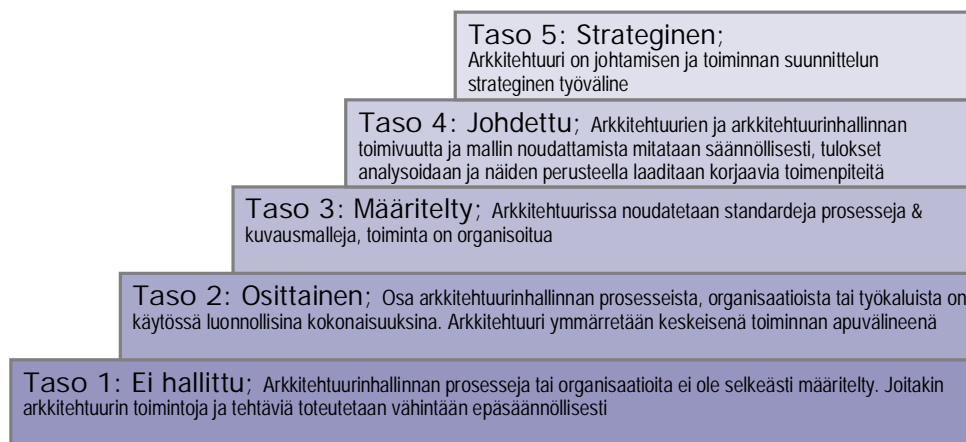 Taso 5: Strateginen;
Arkkitehtuuri on johtamisen ja toiminnan suunnittelun
strateginen työväline
Taso 4: Johdettu; Arkkitehtuurien ja arkkitehtuurinhallinnan
toimivuutta ja mallin noudattamista mitataan säännöllisesti, tulokset
analysoidaan ja näiden perusteella laaditaan korjaavia toimenpiteitä
Taso 3: Määritelty; Arkkitehtuurissa noudatetaan standardeja prosesseja &
kuvausmalleja, toiminta on organisoitua
Taso 2: Osittainen; Osa arkkitehtuurinhallinnan prosesseista, organisaatioista tai työkaluista on
käytössä luonnollisina kokonaisuuksina. Arkkitehtuuri ymmärretään keskeisenä toiminnan apuvälineenä
Taso 1: Ei hallittu; Arkkitehtuurinhallinnan prosesseja tai organisaatioita ei ole selkeästi määritelty. Joitakin
arkkitehtuurin toimintoja ja tehtäviä toteutetaan vähintään epäsäännöllisesti